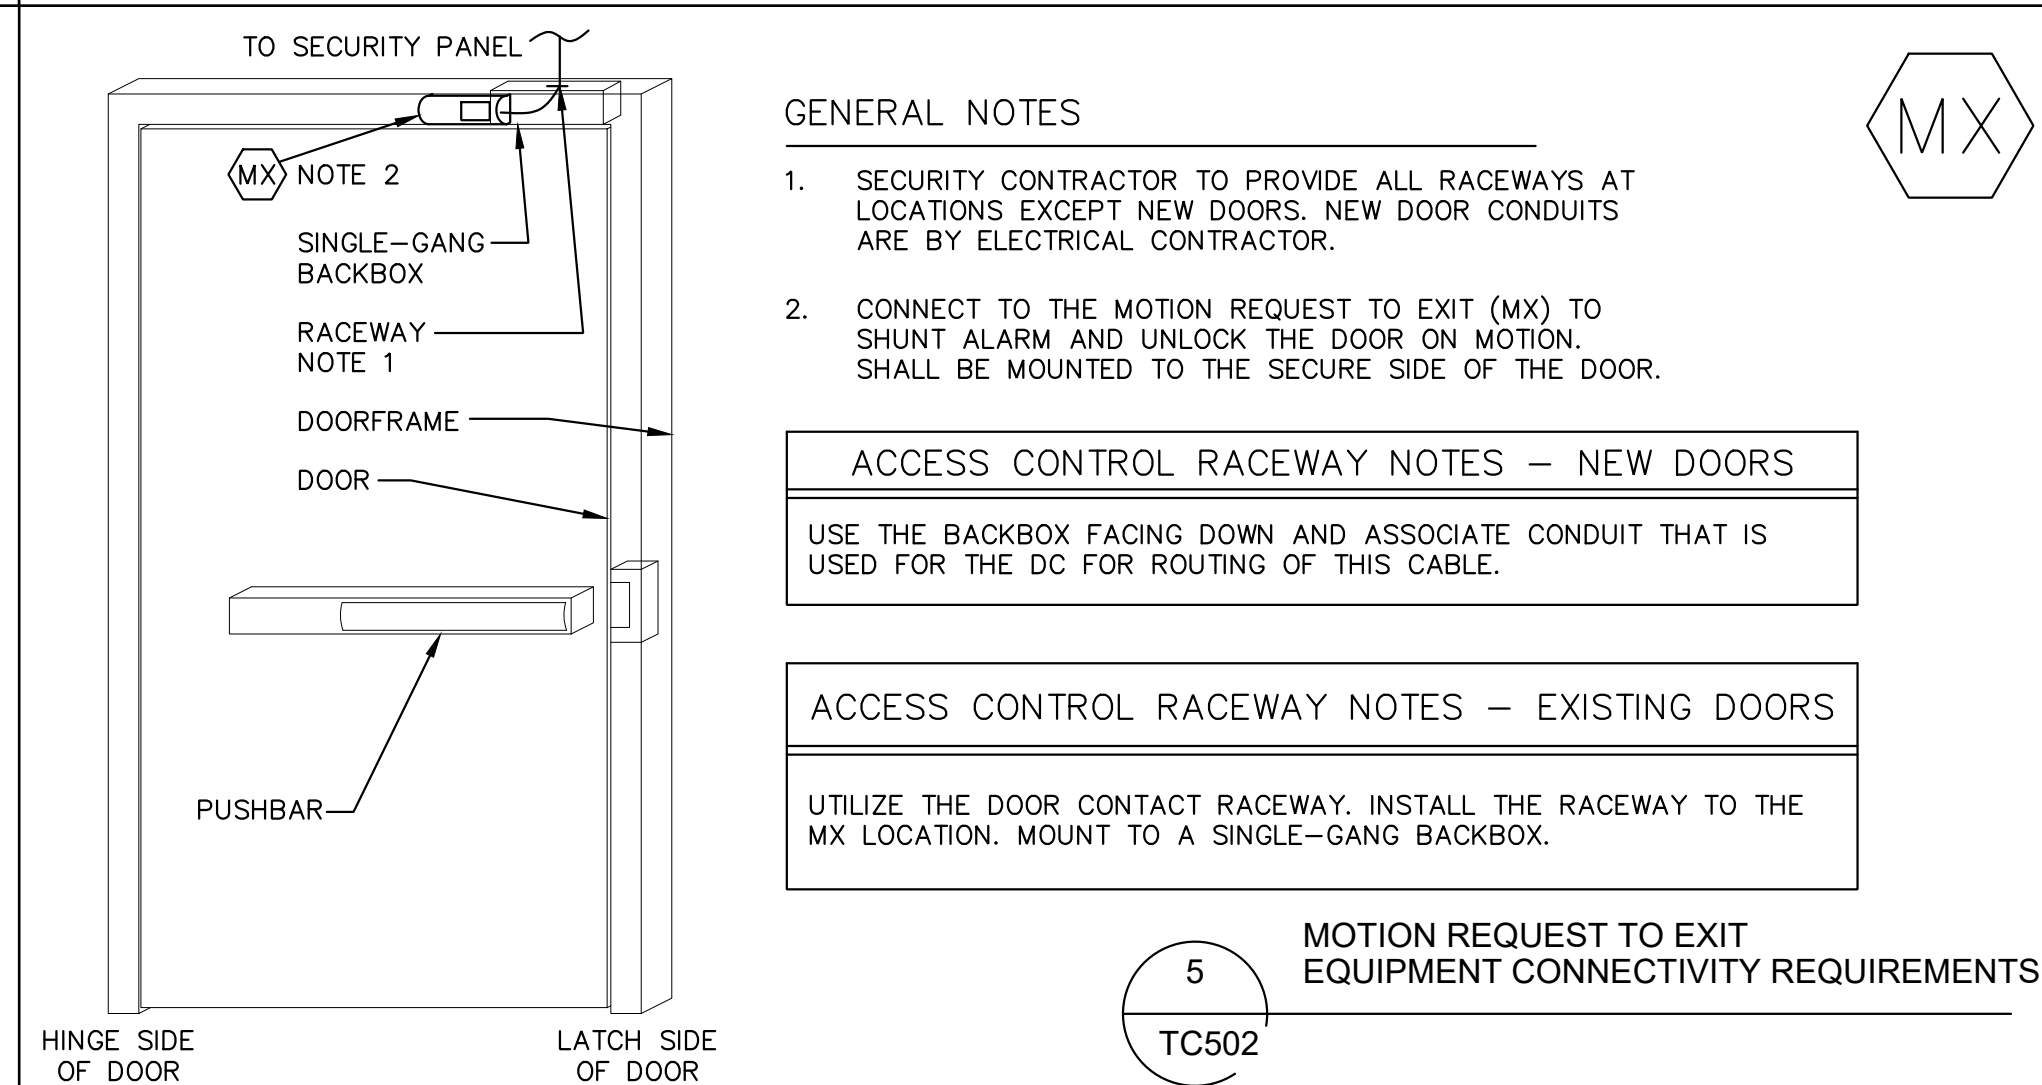 TO SECURITY PANEL
MX NOTE 2
SINGLE-GANG
BACKBOX
RACEWAY
NOTE 1
DOORFRAME
DOOR
PUSHBAR
HINGE SIDE
OF DOOR
LATCH SIDE
OF DOOR
GENERAL NOTES
1. SECURITY CONTRACTOR TO PROVIDE ALL RACEWAYS AT
LOCATIONS EXCEPT NEW DOORS. NEW DOOR CONDUITS
ARE BY ELECTRICAL CONTRACTOR.
2. CONNECT TO THE MOTION REQUEST TO EXIT (MX) TO
SHUNT ALARM AND UNLOCK THE DOOR ON MOTION.
SHALL BE MOUNTED TO THE SECURE SIDE OF THE DOOR.
MX
ACCESS CONTROL RACEWAY NOTES – NEW DOORS
USE THE BACKBOX FACING DOWN AND ASSOCIATE CONDUIT THAT IS
USED FOR THE DC FOR ROUTING OF THIS CABLE.
ACCESS CONTROL RACEWAY NOTES – EXISTING DOORS
UTILIZE THE DOOR CONTACT RACEWAY. INSTALL THE RACEWAY TO THE
MX LOCATION. MOUNT TO A SINGLE-GANG BACKBOX.
5
TC502
MOTION REQUEST TO EXIT
EQUIPMENT CONNECTIVITY REQUIREMENTS